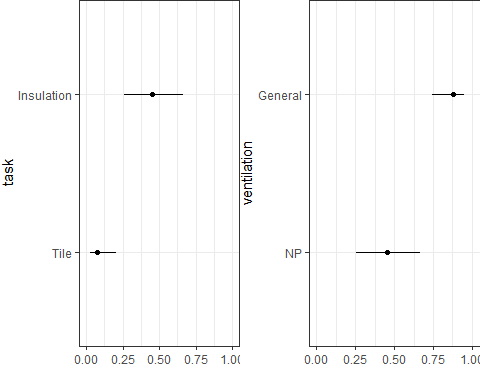 task
Insulation
Tile
0.00 0.25 0.50 0.75 1.00
ventilation
General
NP
0.00 0.25 0.50 0.75 1.00